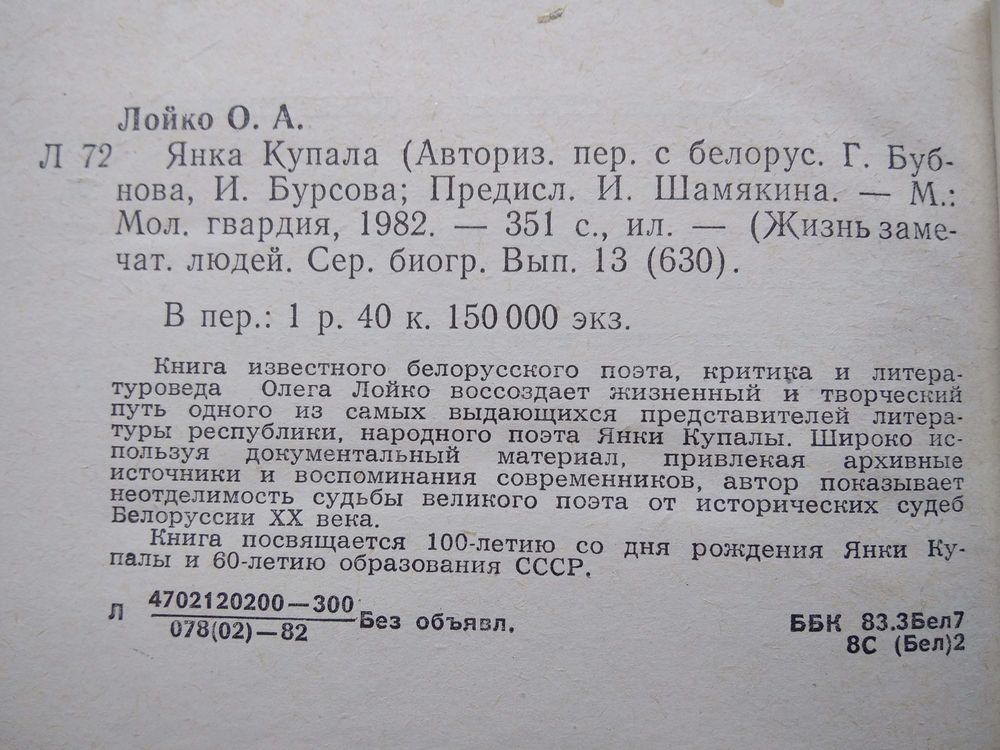 Лойко О. А.
Л 72 Янка Купала (Авториз. пер. с белорус. Г. Буб-
нова, И. Бурсова; Предисл. И. Шамякина. — М.:
Мол. гвардия, 1982. — 351 с., ил. — (Жизнь заме-
чат. людей. Сер. биогр. Вып. 13 (630).
В пер.: 1 р. 40 к. 150 000 экз.
Книга известного белорусского поэта, критика и литера-
туроведа Олега Лойко воссоздает жизненный и творческий
путь одного из самых выдающихся представителей литера-
туры республики, народного поэта Янки Купалы. Широко ис-
пользуя документальный материал, привлекая архивные
источники и воспоминания современников, автор показывает
неотделимость судьбы великого поэта от исторических судеб
Белоруссии XX века.
Книга посвящается 100-летию со дня рождения Янки Ку-
палы и 60-летию образования СССР.
Л 4702120200—300 Без объявл.
078(02)—82
ББК 83.3Бел7
8С (Бел)2